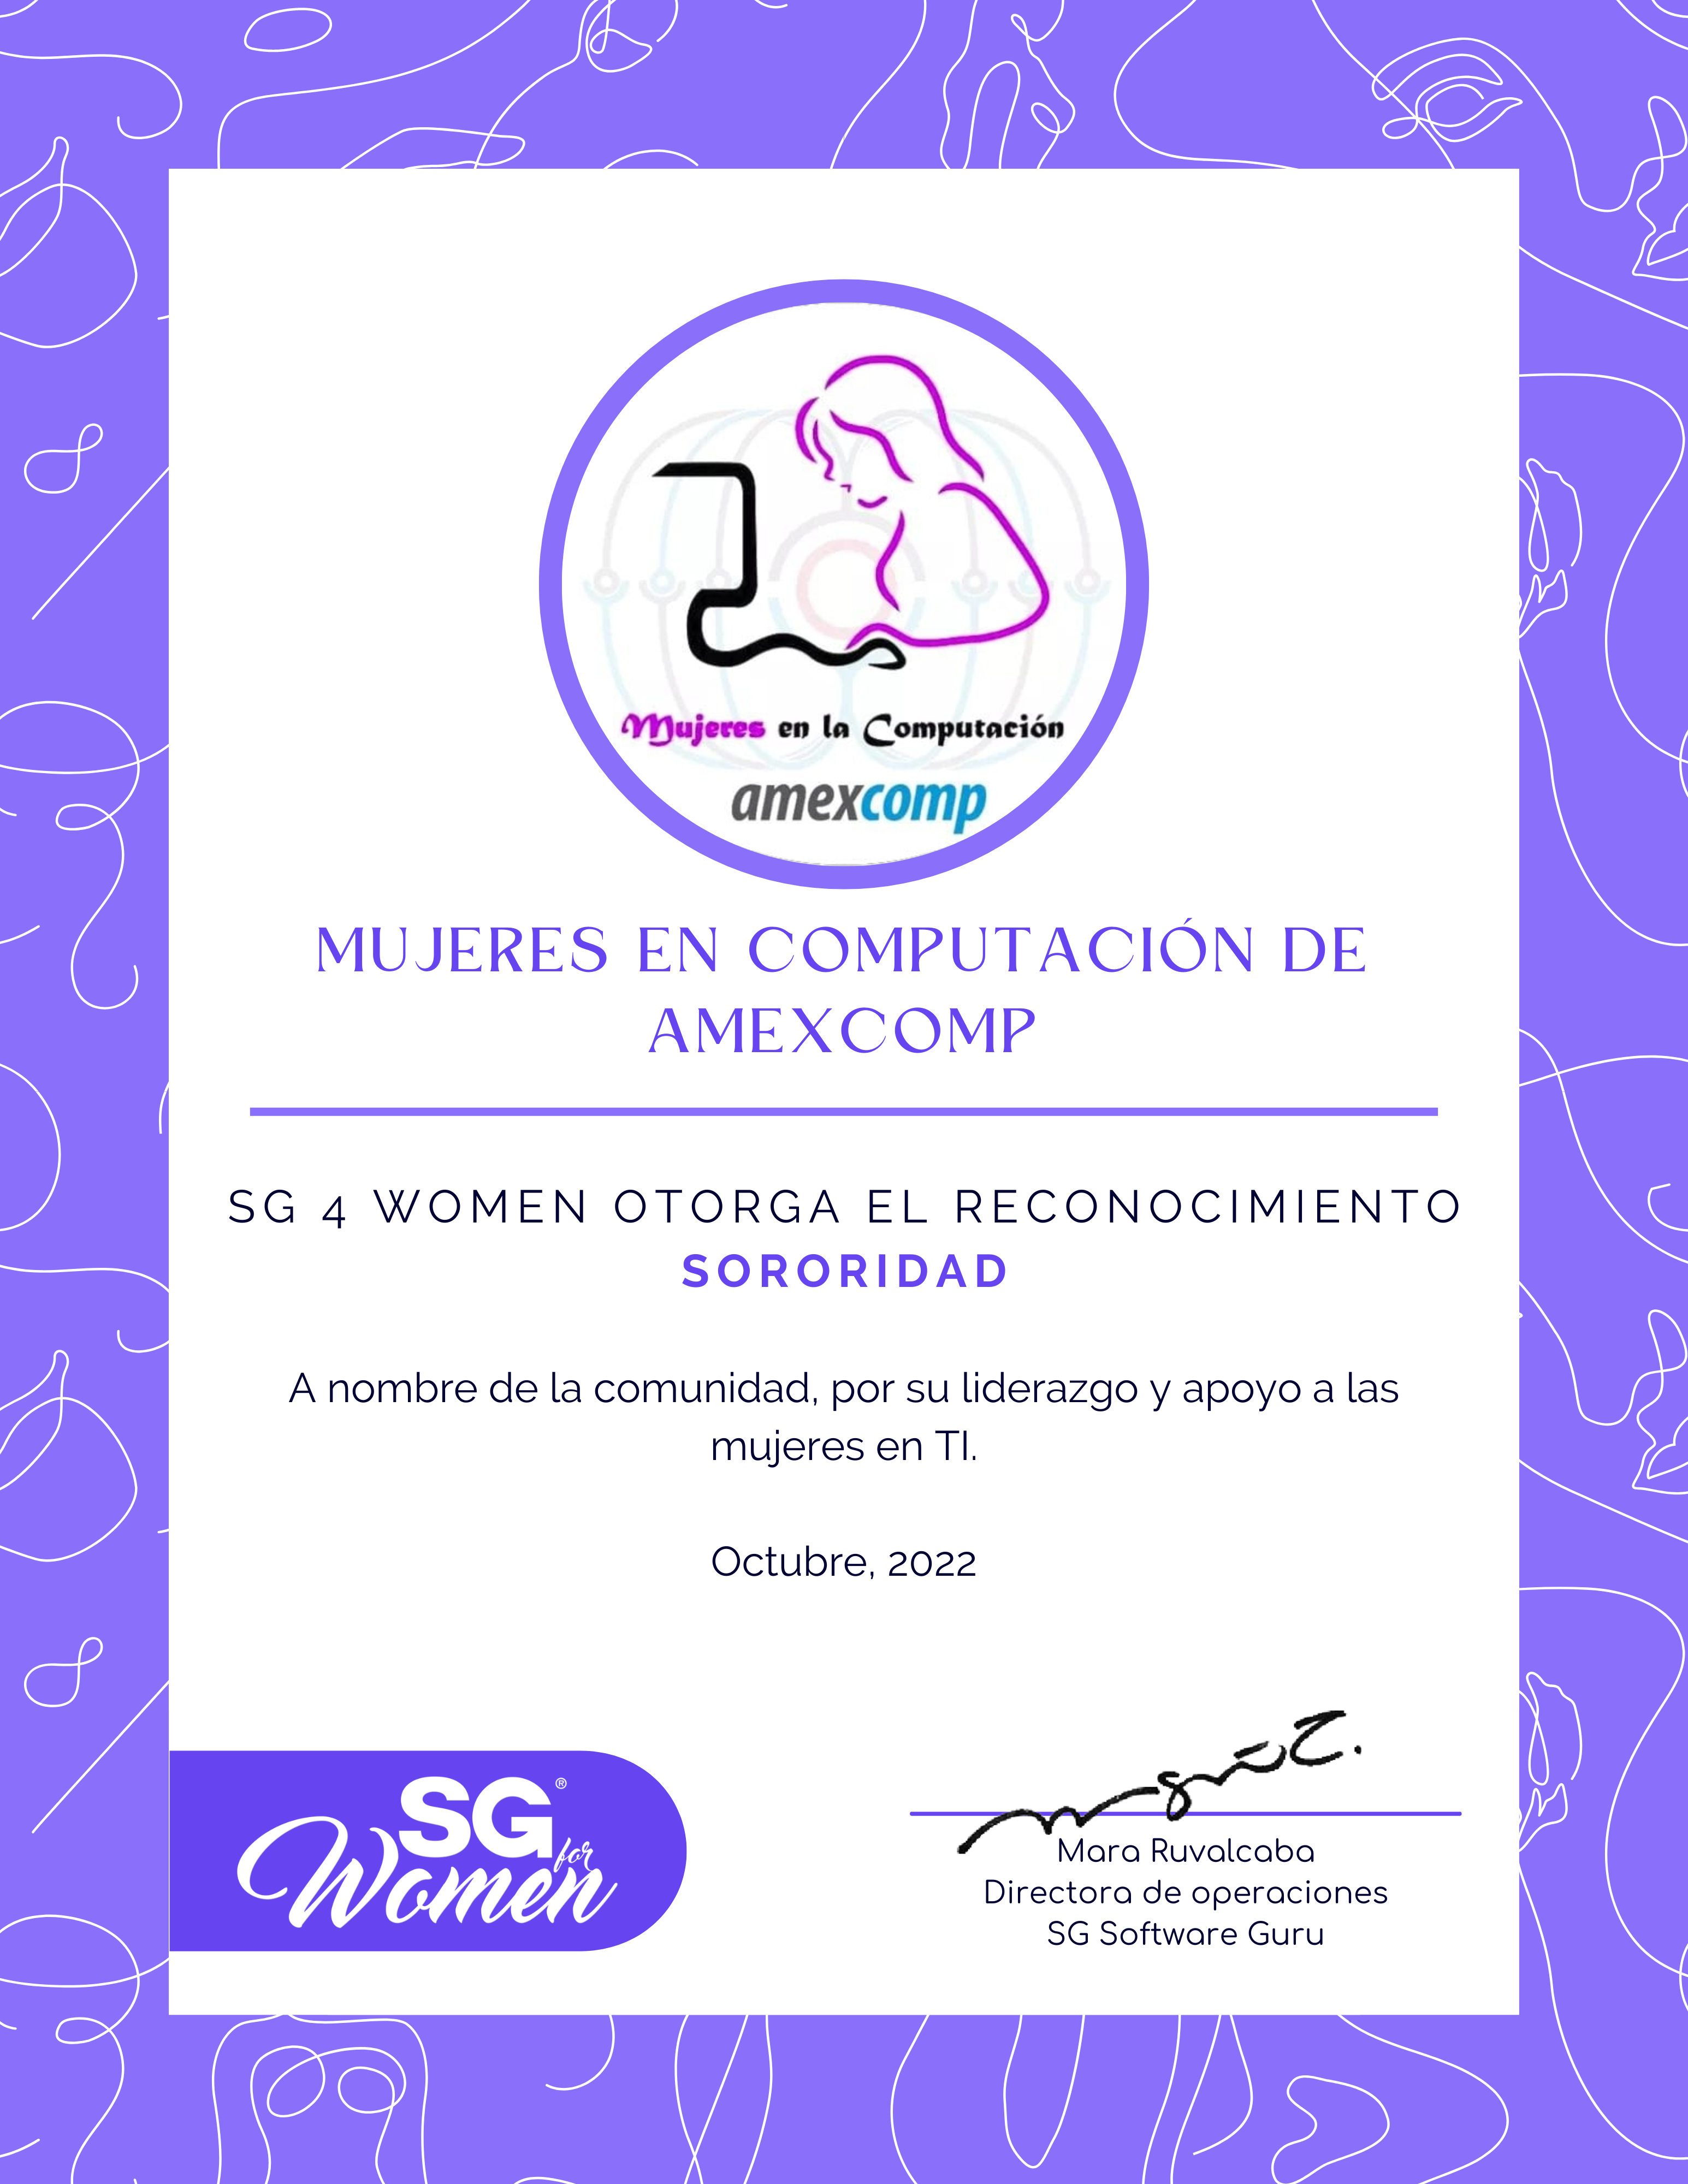 Mujeres en la Computación
amexcomp
MUJERES EN COMPUTACIÓN DE
AMEXCOMP
SG 4 WOMEN OTORGA EL RECONOCIMIENTO
SORORIDAD
A nombre de la comunidad, por su liderazgo y apoyo a las
mujeres en TI.
Octubre, 2022
SG®
for
Women
Mara Ruvalcaba
Directora de operaciones
SG Software Guru